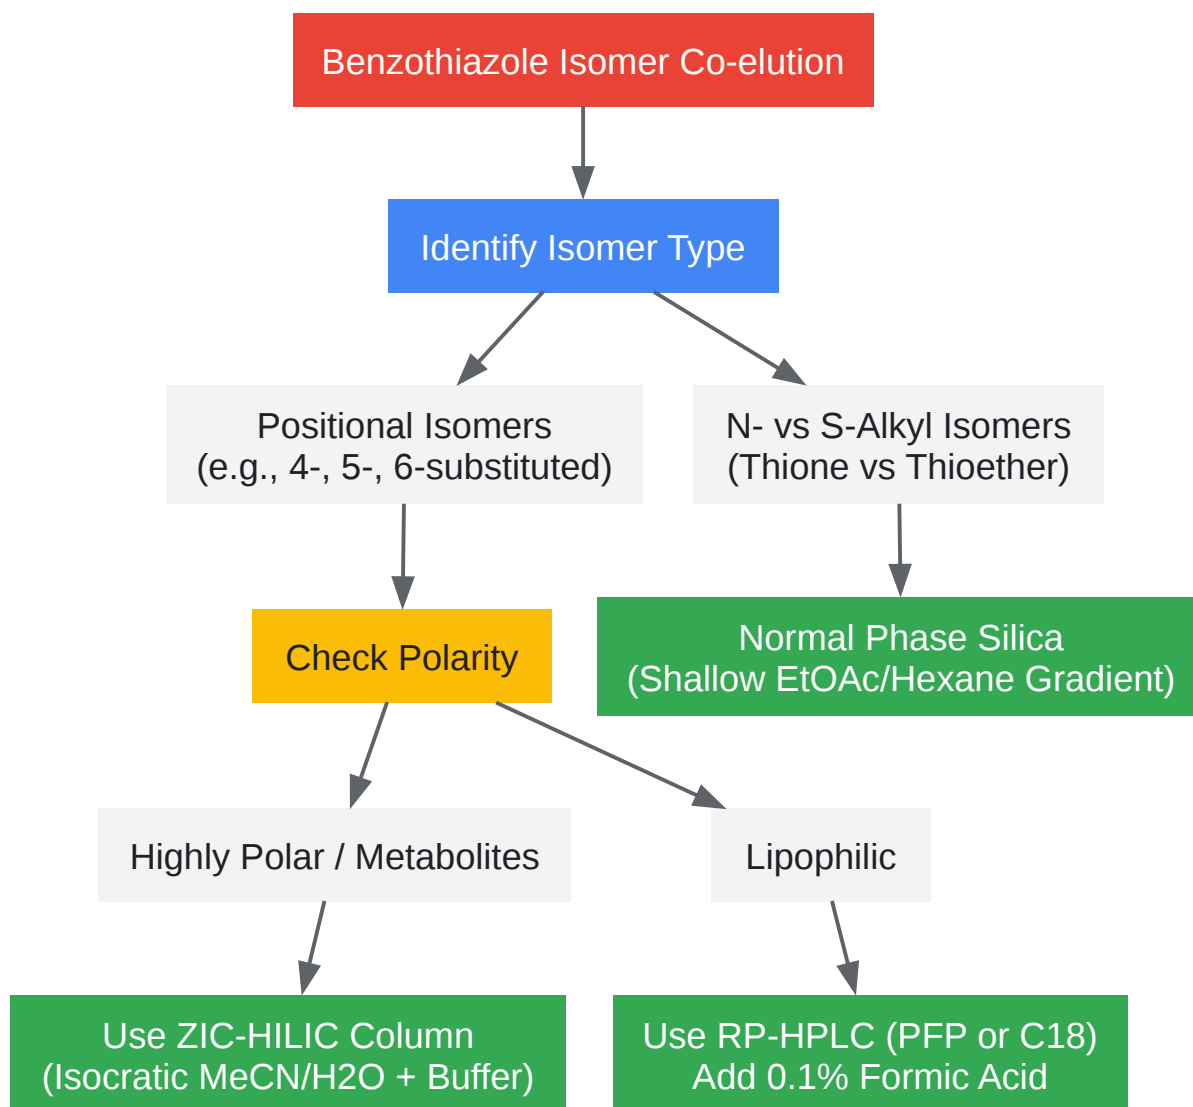 Benzothiazole Isomer Co-elution
Identify Isomer Type
Positional Isomers
(e.g., 4-, 5-, 6-substituted)
N- vs S-Alkyl Isomers
(Thione vs Thioether)
Check Polarity
Normal Phase Silica
(Shallow EtOAc/Hexane Gradient)
Highly Polar / Metabolites
Lipophilic
Use ZIC-HILIC Column
(Isocratic MeCN/H2O + Buffer)
Use RP-HPLC (PFP or C18)
Add 0.1% Formic Acid